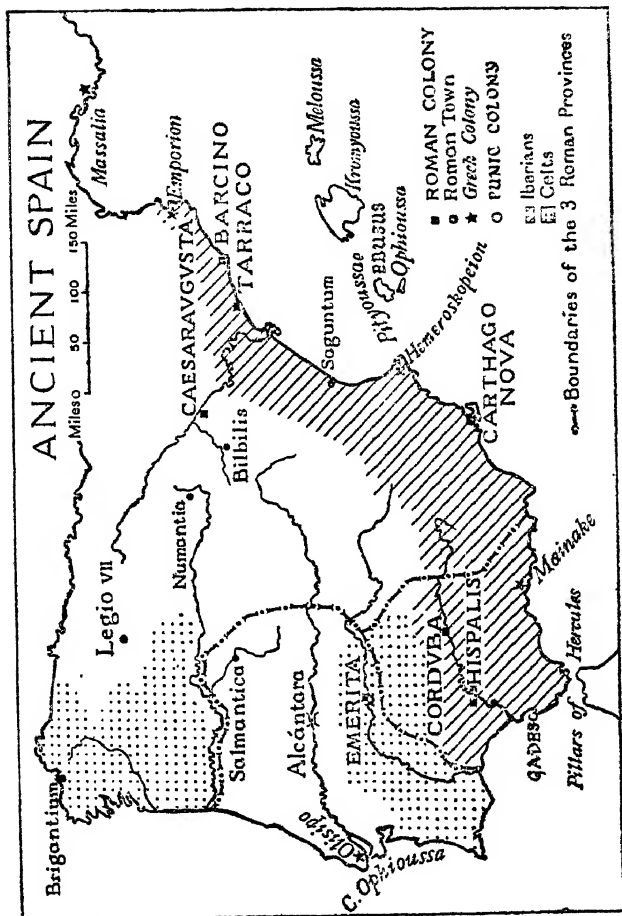 ANCIENT SPAIN
Miles 0 50 100 150 Miles
Massalia
Brigantium
Legio VII
Numantia
CAESARAVGVSTA
Emporion
BARCINO
TARRACO
Bilbilis
Salmantica
Saguntum
Meloussa
Kromyoussa
Pityoussae
EBUSUS
Ophioussa
Alcántara
Olisipo
C. Ophioussa
EMERITA
Hemeroskopeion
CORDVBA
HISPALIS
CARTHAGO
NOVA
GADES
Mainake
Pillars of Hercules
ROMAN COLONY
Roman Town
Greek Colony
PUNIC COLONY
Iberians
Celts
Boundaries of the 3 Roman Provinces